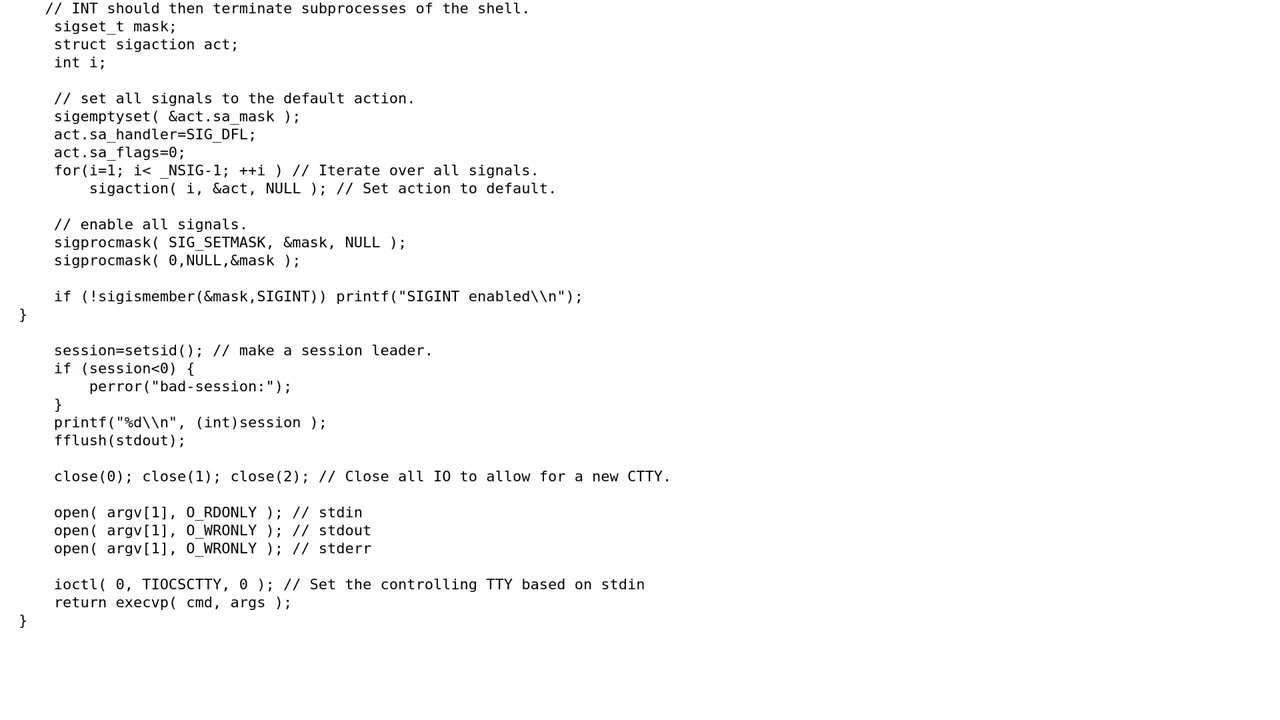 // INT should then terminate subprocesses of the shell.
sigset_t mask;
struct sigaction act;
int i;
// set all signals to the default action.
sigemptyset( &act.sa_mask );
act.sa_handler=SIG_DFL;
act.sa_flags=0;
for(i=1; i< _NSIG-1; ++i ) // Iterate over all signals.
sigaction( i, &act, NULL ); // Set action to default.
// enable all signals.
sigprocmask( SIG_SETMASK, &mask, NULL );
sigprocmask( 0,NULL,&mask );
if (!sigismember(&mask,SIGINT)) printf("SIGINT enabled\\n");
}
session=setsid(); // make a session leader.
if (session<0) {
perror("bad-session:");
}
printf("%d\\n", (int)session );
fflush(stdout);
close(0); close(1); close(2); // Close all IO to allow for a new CTTY.
open( argv[1], O_RDONLY ); // stdin
open( argv[1], O_WRONLY ); // stdout
open( argv[1], O_WRONLY ); // stderr
ioctl( 0, TIOCSCTTY, 0 ); // Set the controlling TTY based on stdin
return execvp( cmd, args );
}